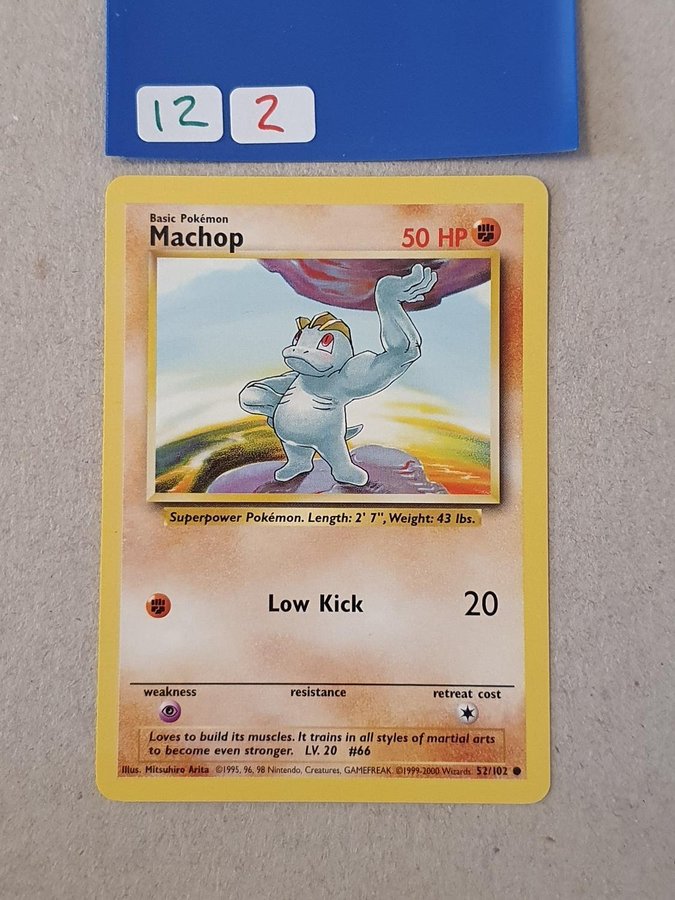 12 2
Basic Pokémon
Machop 50 HP
Superpower Pokémon. Length: 2' 7", Weight: 43 lbs.
Low Kick 20
weakness resistance retreat cost
Loves to build its muscles. It trains in all styles of martial arts
to become even stronger. LV. 20 #66
Illus. Mitsuhiro Arita ©1995, 96, 98 Nintendo, Creatures, GAMEFREAK. ©1999-2000 Wizards. 52/102